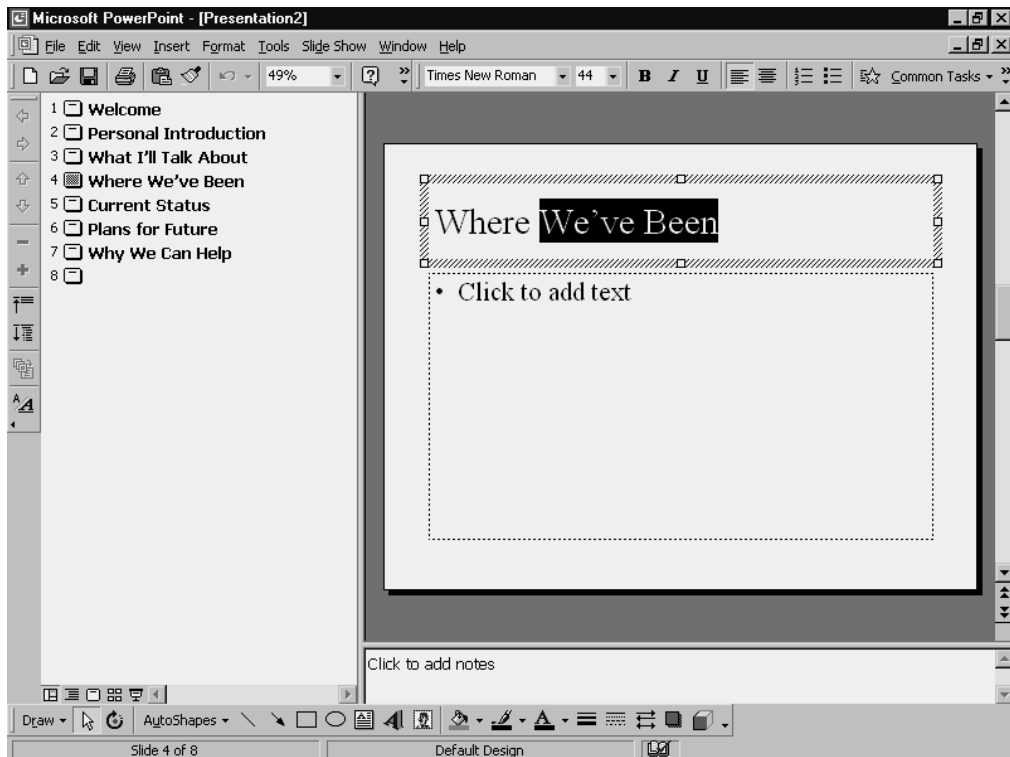 Microsoft PowerPoint - [Presentation2]
File Edit View Insert Format Tools Slide Show Window Help
49% Times New Roman 44 B I U Common Tasks
1 Welcome
2 Personal Introduction
3 What I'll Talk About
4 Where We've Been
5 Current Status
6 Plans for Future
7 Why We Can Help
8
Where We've Been
• Click to add text
Click to add notes
Draw AutoShapes
Slide 4 of 8 Default Design